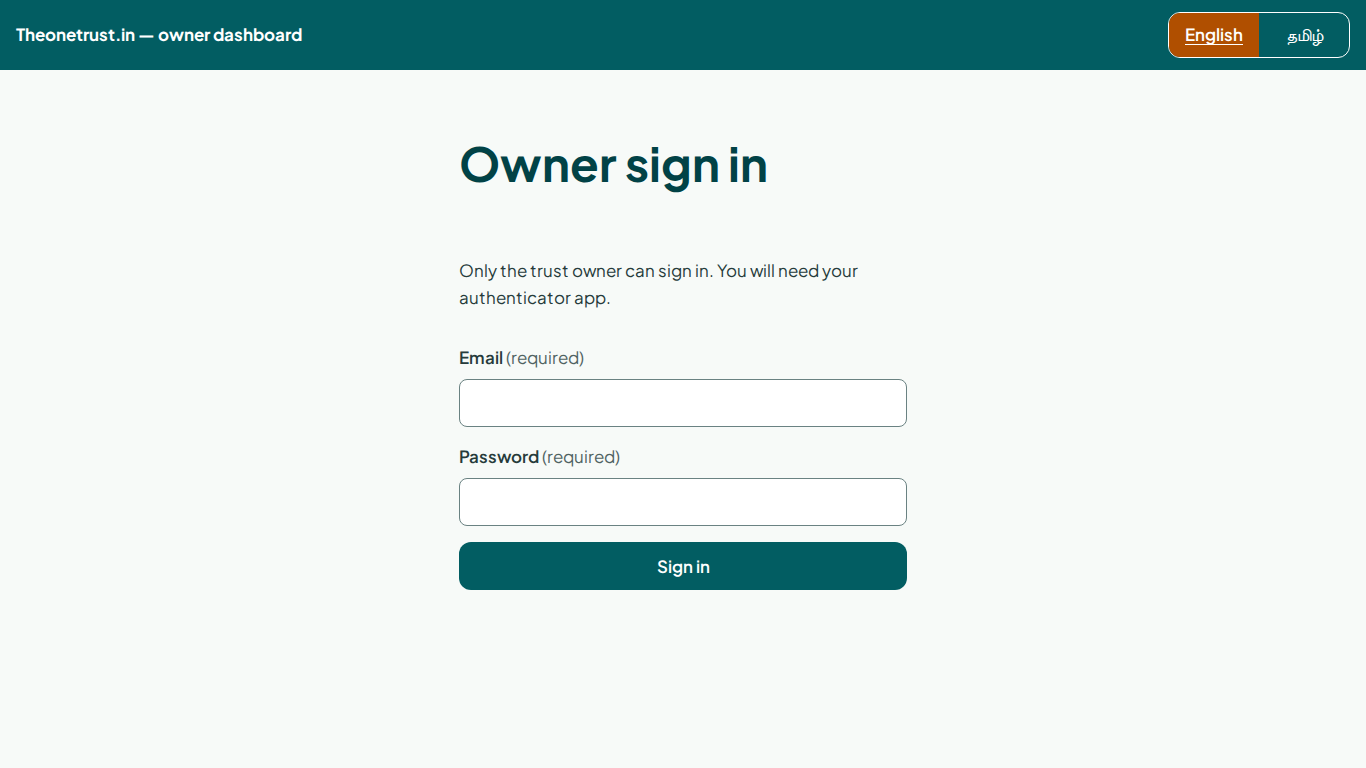 Theonetrust.in — owner dashboard
English
தமிழ்
Owner sign in
Only the trust owner can sign in. You will need your
authenticator app.
Email (required)
Password (required)
Sign in